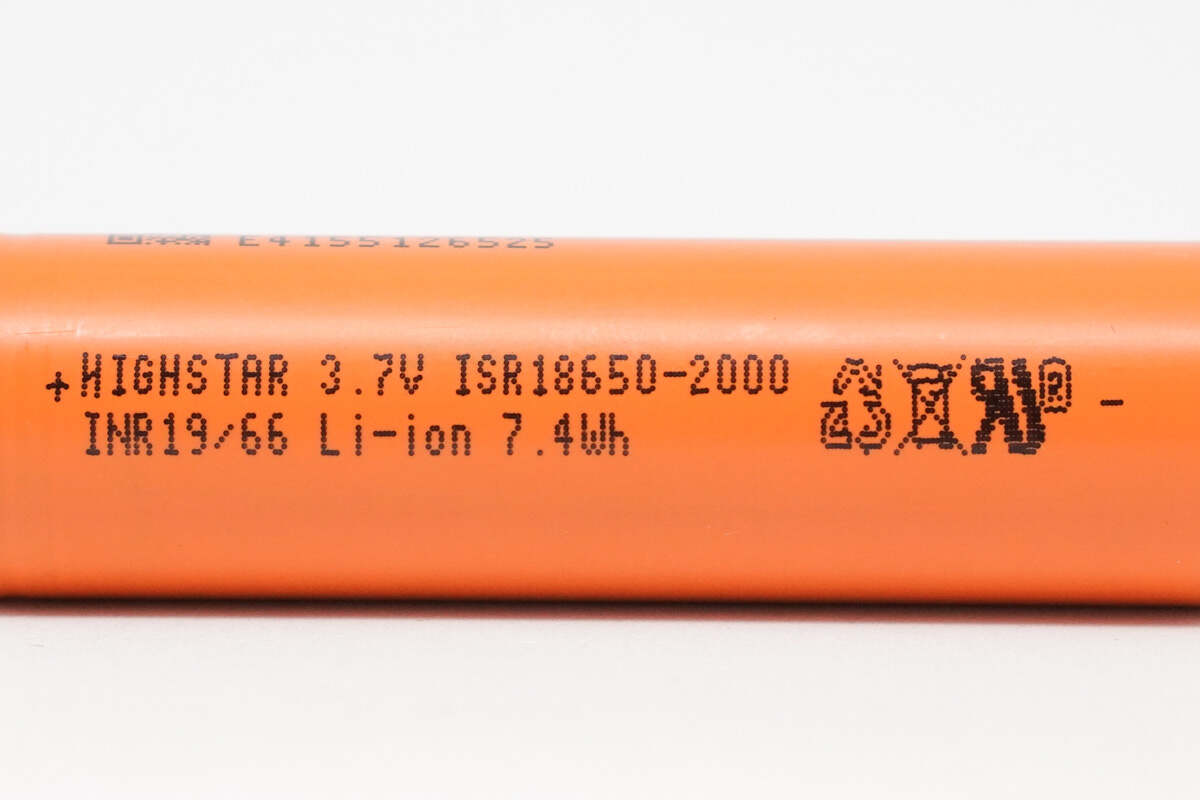 E4155126525
+HIGHSTAR 3.7V ISR18650-2000 -
INR19/66 Li-ion 7.4Wh